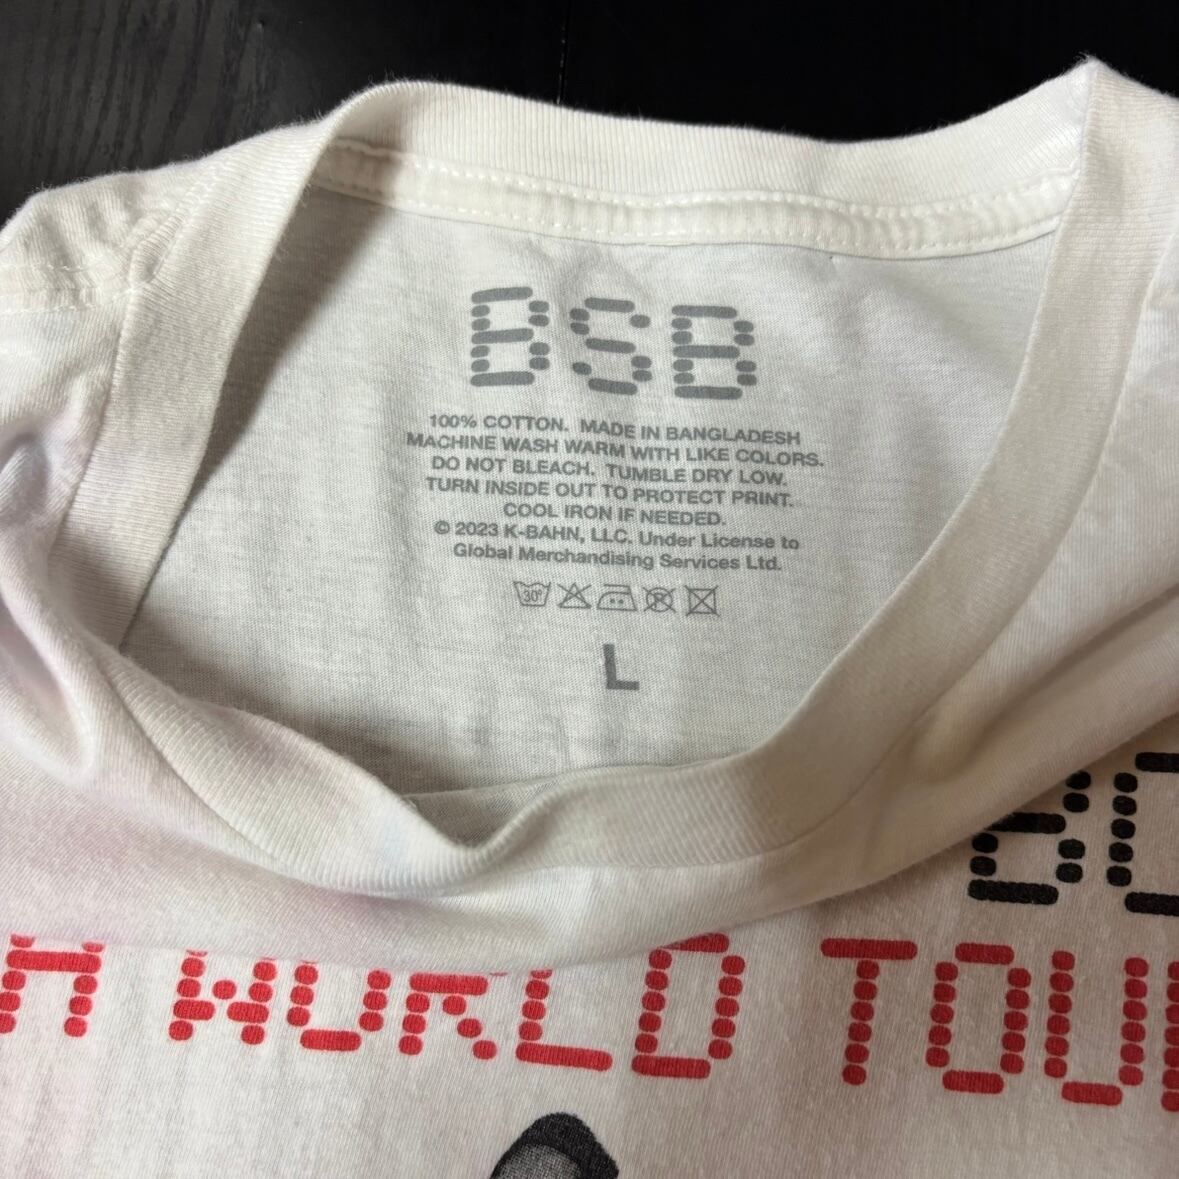 BSB
100% COTTON. MADE IN BANGLADESH
MACHINE WASH WARM WITH LIKE COLORS.
DO NOT BLEACH. TUMBLE DRY LOW.
TURN INSIDE OUT TO PROTECT PRINT.
COOL IRON IF NEEDED.
© 2023 K-BAHN, LLC. Under License to
Global Merchandising Services Ltd.
30°
L
WORLD TOU